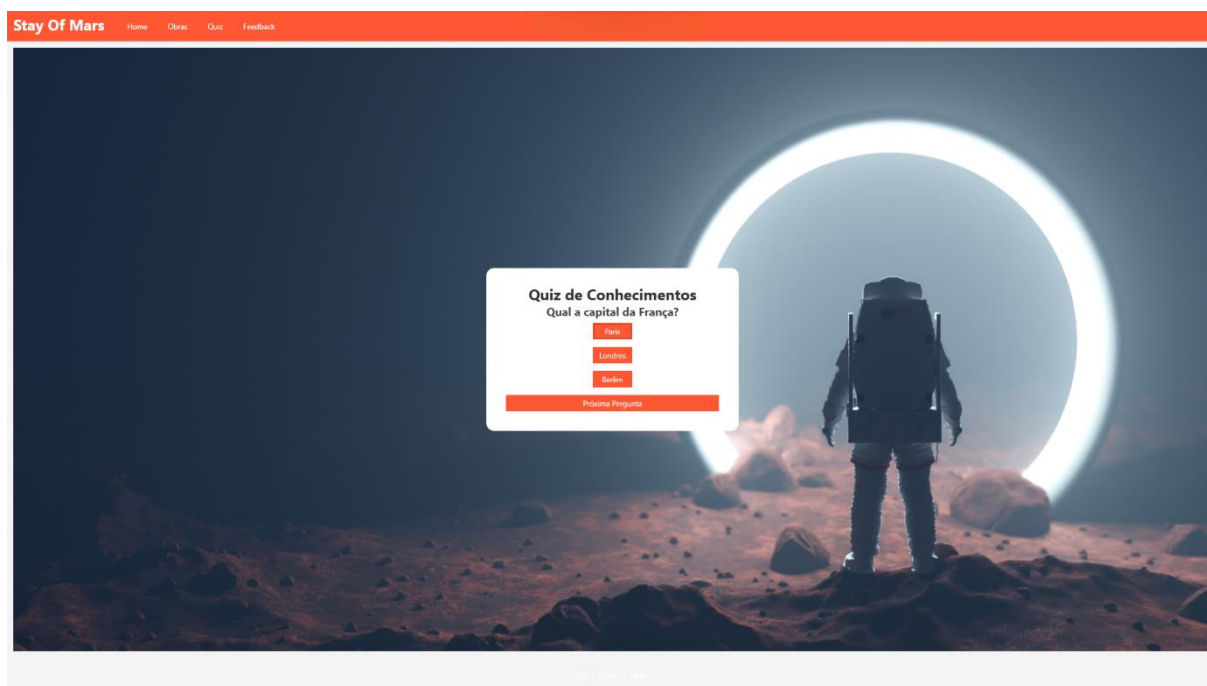 Stay Of Mars Home Obras Quiz Feedback
Quiz de Conhecimentos
Qual a capital da França?
Paris
Londres
Berlim
Próxima Pergunta